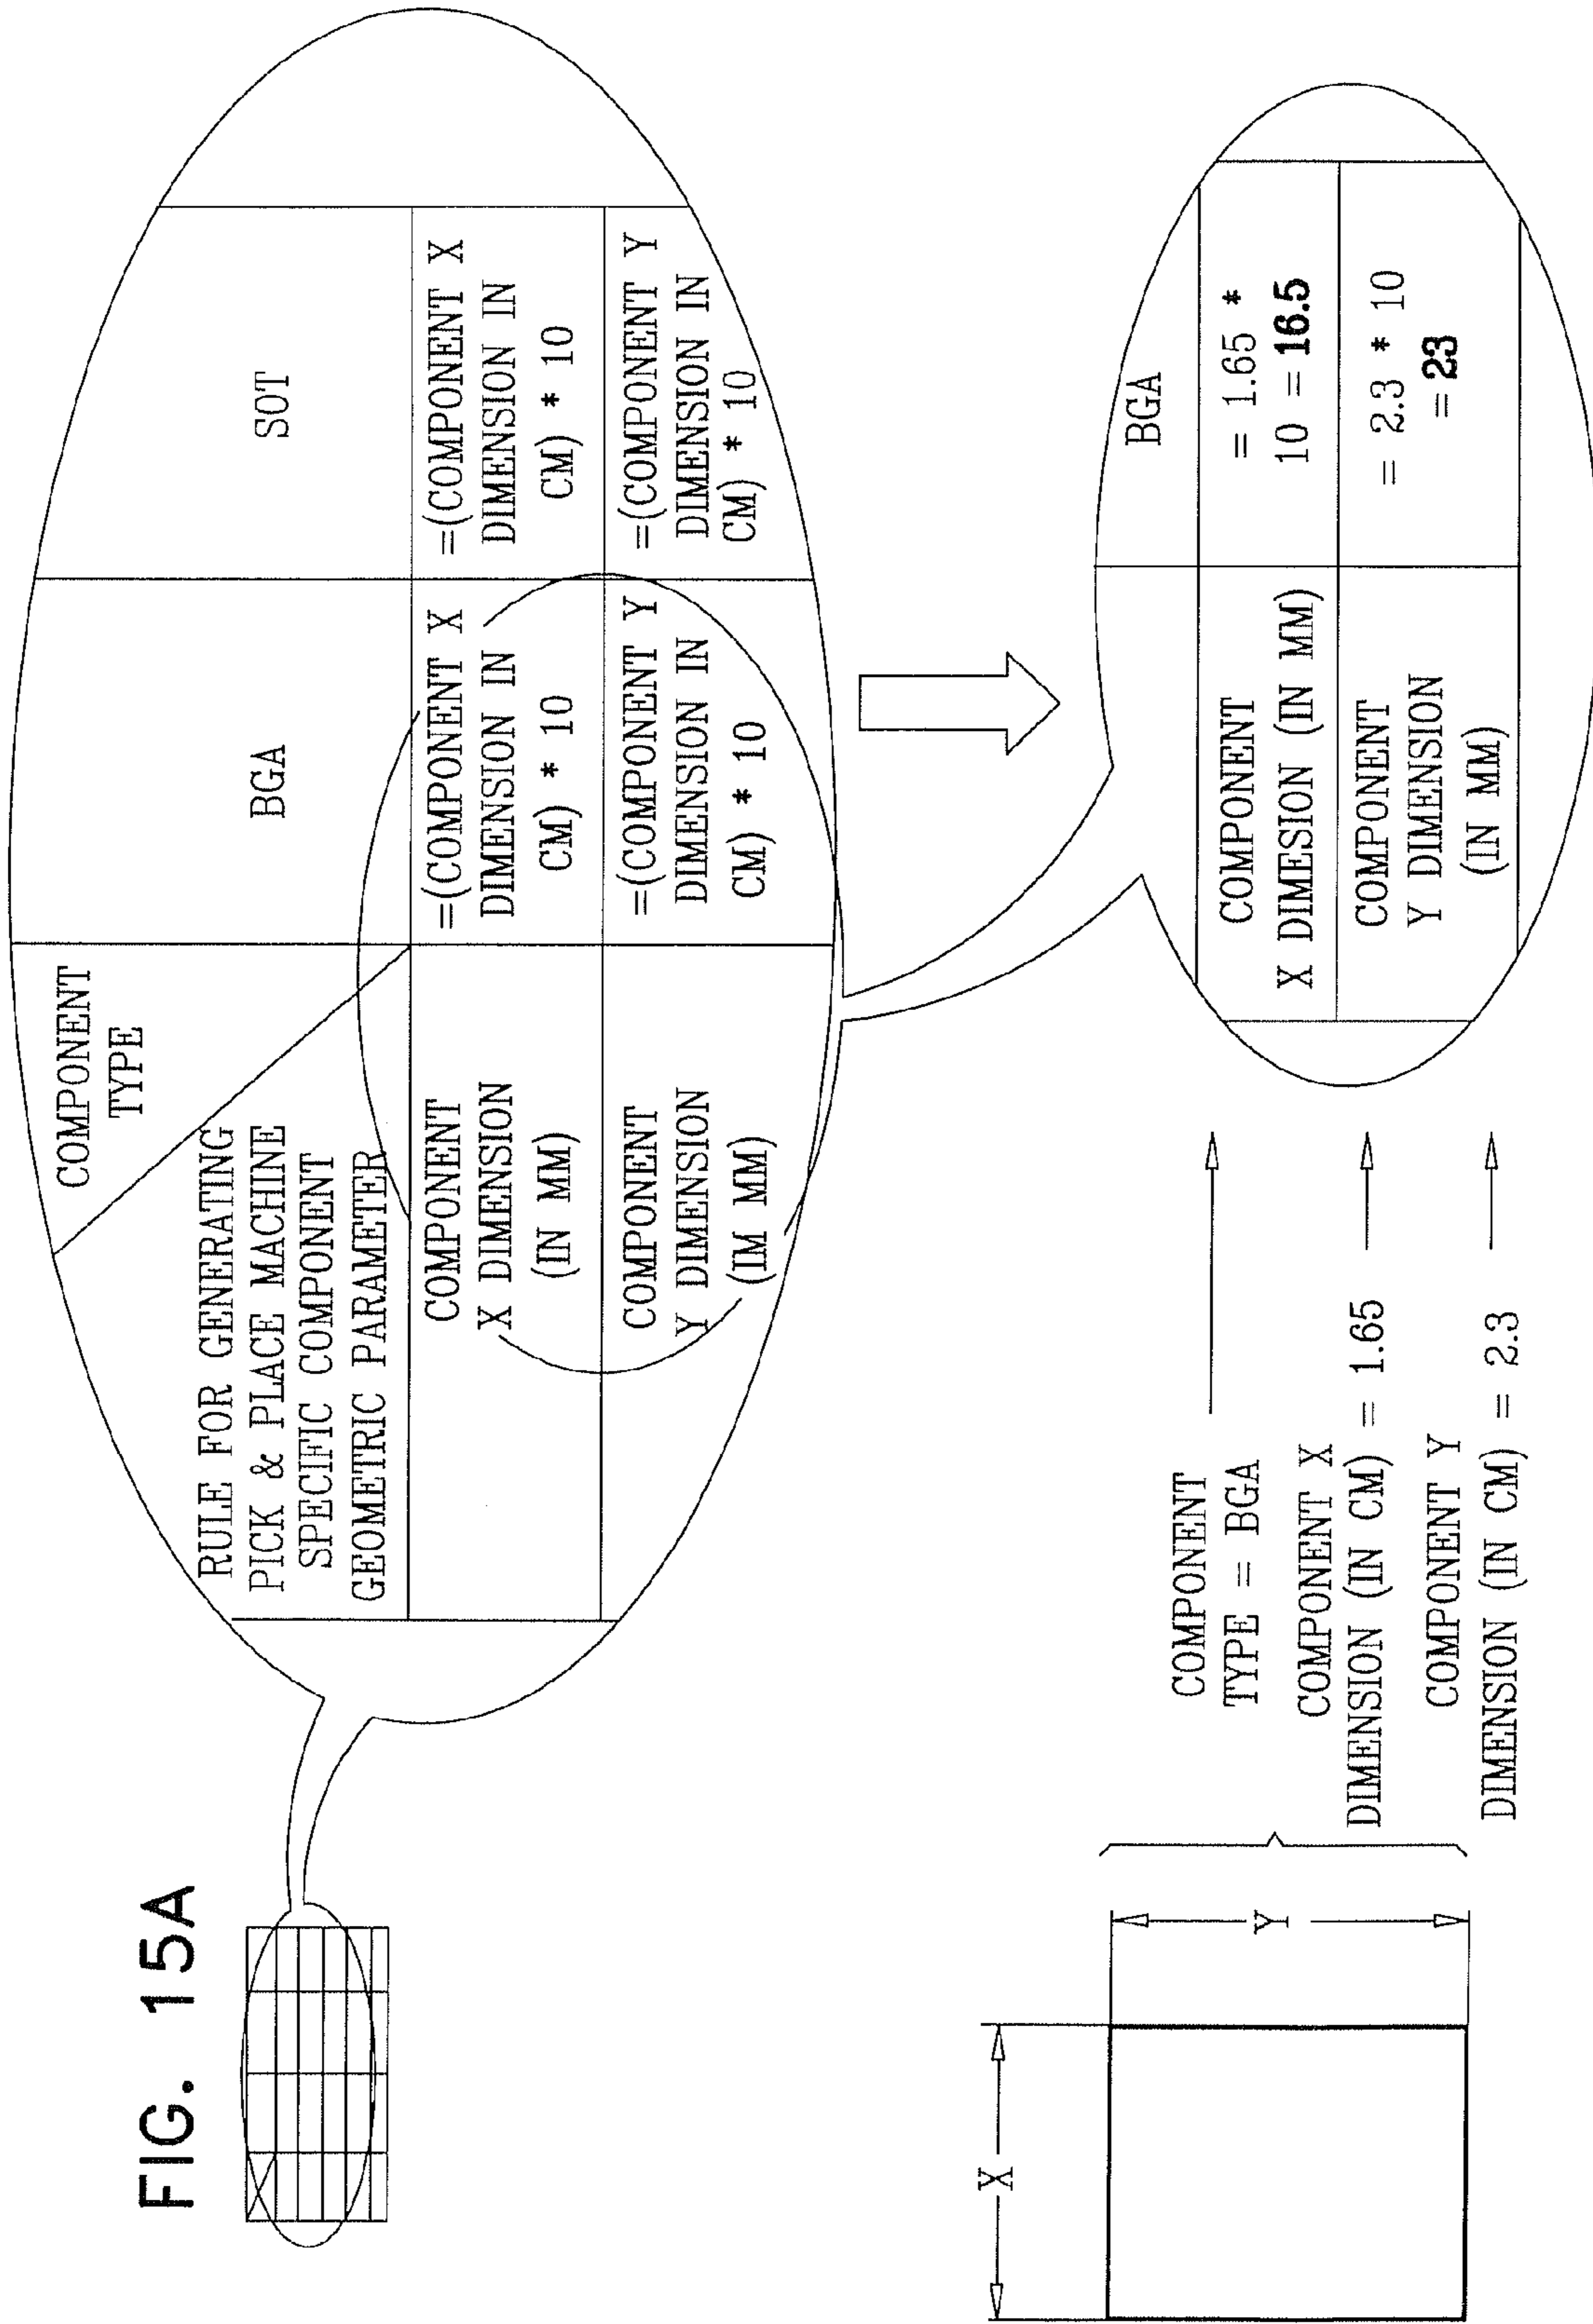 FIG. 15A
COMPONENT
TYPE
RULE FOR GENERATING
PICK & PLACE MACHINE
SPECIFIC COMPONENT
GEOMETRIC PARAMETER
BGA
SOT
COMPONENT
X DIMENSION
(IN MM)
=(COMPONENT X
DIMENSION IN
CM) * 10
=(COMPONENT X
DIMENSION IN
CM) * 10
COMPONENT
Y DIMENSION
(IM MM)
=(COMPONENT Y
DIMENSION IN
CM) * 10
=(COMPONENT Y
DIMENSION IN
CM) * 10
X
Y
COMPONENT
TYPE = BGA
COMPONENT X
DIMENSION (IN CM) = 1.65
COMPONENT Y
DIMENSION (IN CM) = 2.3
BGA
COMPONENT
X DIMESION (IN MM)
= 1.65 *
10 = 16.5
COMPONENT
Y DIMENSION
(IN MM)
= 2.3 * 10
= 23